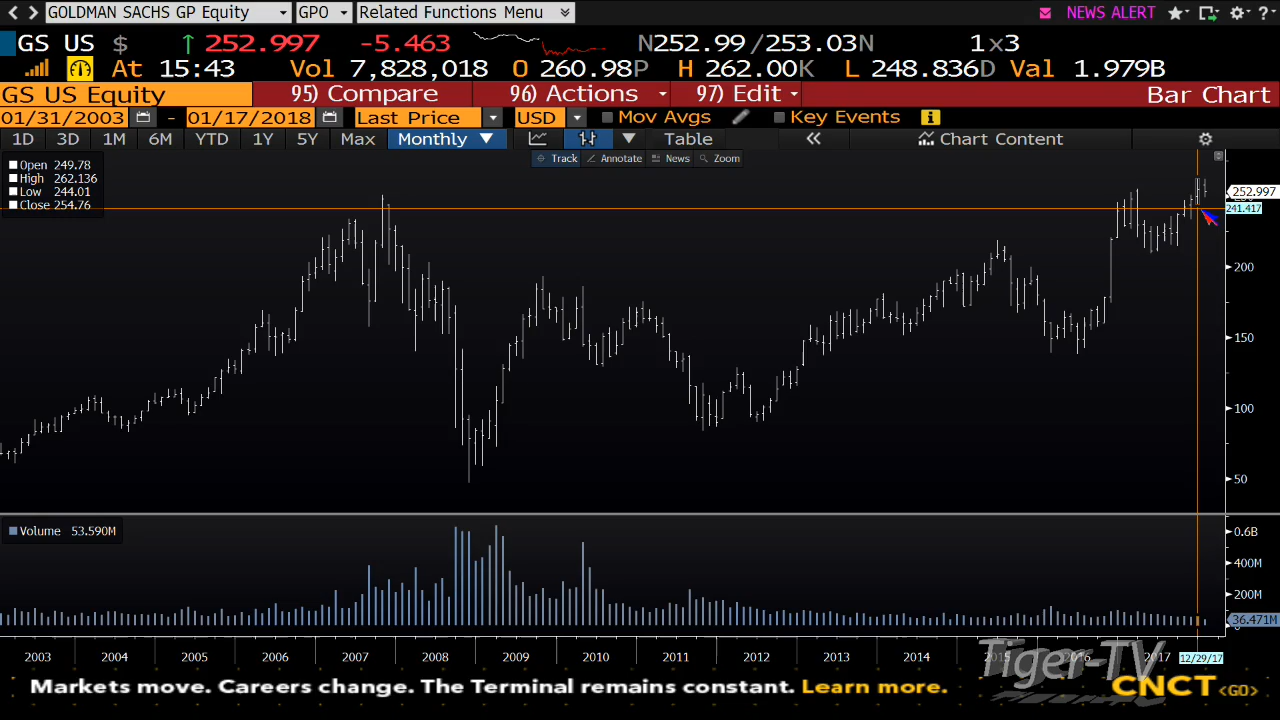 GOLDMAN SACHS GP Equity GPO Related Functions Menu NEWS ALERT ?
GS US $ ↑ 252.997 -5.463 N252.99/253.03N 1x3
At 15:43 Vol 7,828,018 O 260.98P H 262.00K L 248.836D Val 1.979B
GS US Equity 95) Compare 96) Actions 97) Edit Bar Chart
01/31/2003 - 01/17/2018 Last Price USD Mov Avgs Key Events i
1D 3D 1M 6M YTD 1Y 5Y Max Monthly ▼ Table « Chart Content
Track Annotate News Zoom
Open 249.78
High 262.136
Low 244.01
Close 254.76
252.997
241.417
200
150
100
50
Volume 53.590M
0.6B
400M
200M
36.471M
0
2003 2004 2005 2006 2007 2008 2009 2010 2011 2012 2013 2014 2015 2016 2017 12/29/17
Tiger-TV
Markets move. Careers change. The Terminal remains constant. Learn more. CNCT <GO>